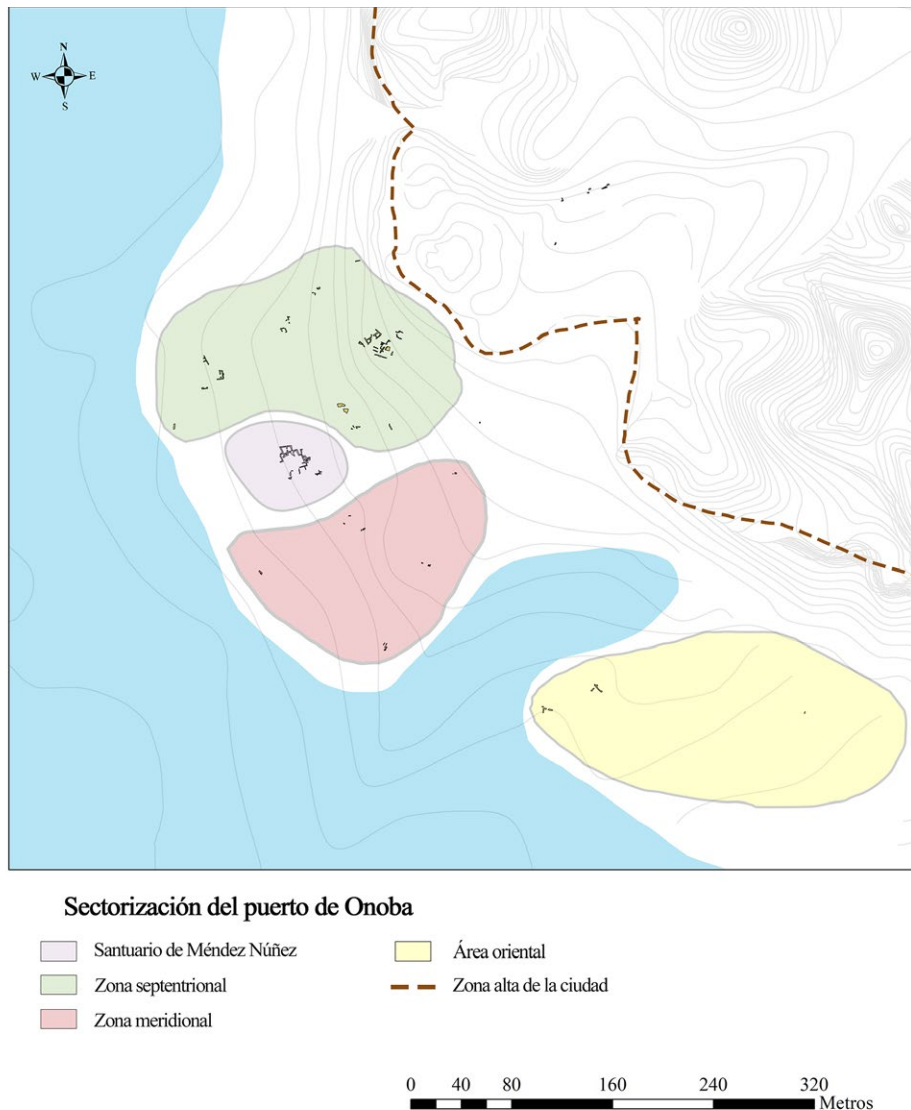 N
W E
S
Sectorización del puerto de Onoba
Santuario de Méndez Núñez
Zona septentrional
Zona meridional
Área oriental
Zona alta de la ciudad
0 40 80 160 240 320
Metros